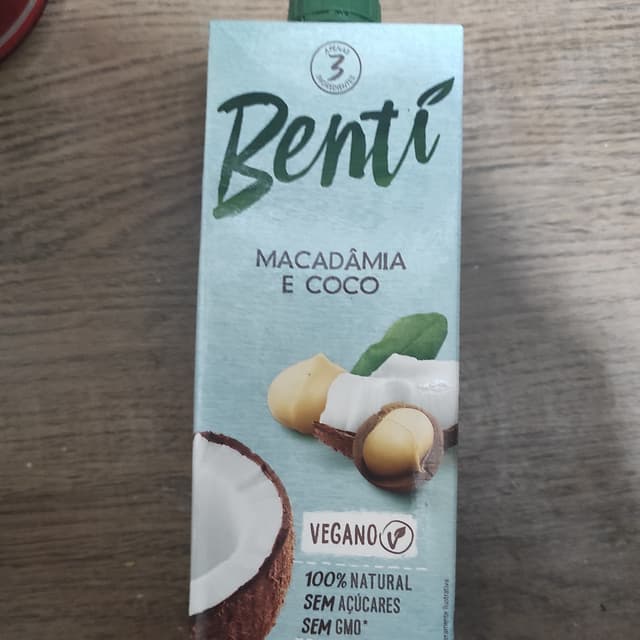 APENAS
3
INGREDIENTES
Bentí
MACADÂMIA
E COCO
VEGANO
100% NATURAL
SEM AÇÚCARES
SEM GMO*